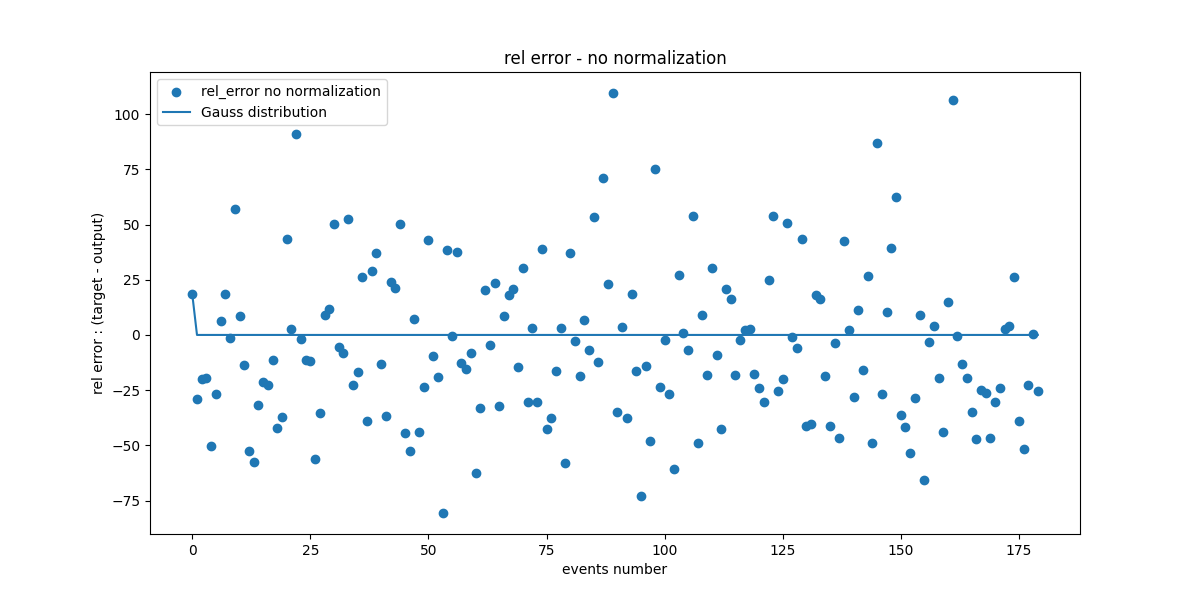 rel error - no normalization
rel_error no normalization
Gauss distribution
rel error : (target - output)
100
75
50
25
0
−25
−50
−75
0 25 50 75 100 125 150 175
events number